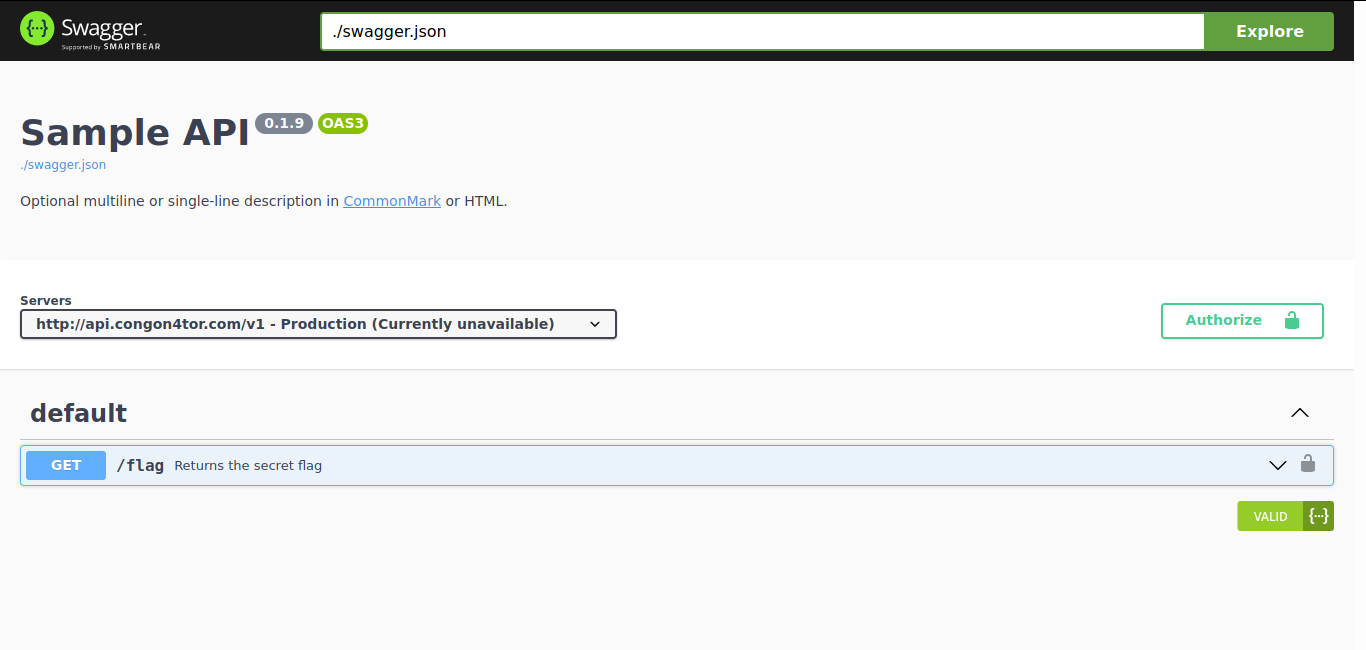 {···} Swagger
Supported by SMARTBEAR
./swagger.json
Explore
Sample API 0.1.9 OAS3
./swagger.json
Optional multiline or single-line description in CommonMark or HTML.
Servers
http://api.congon4tor.com/v1 - Production (Currently unavailable)
Authorize
default
GET /flag Returns the secret flag
VALID {···}